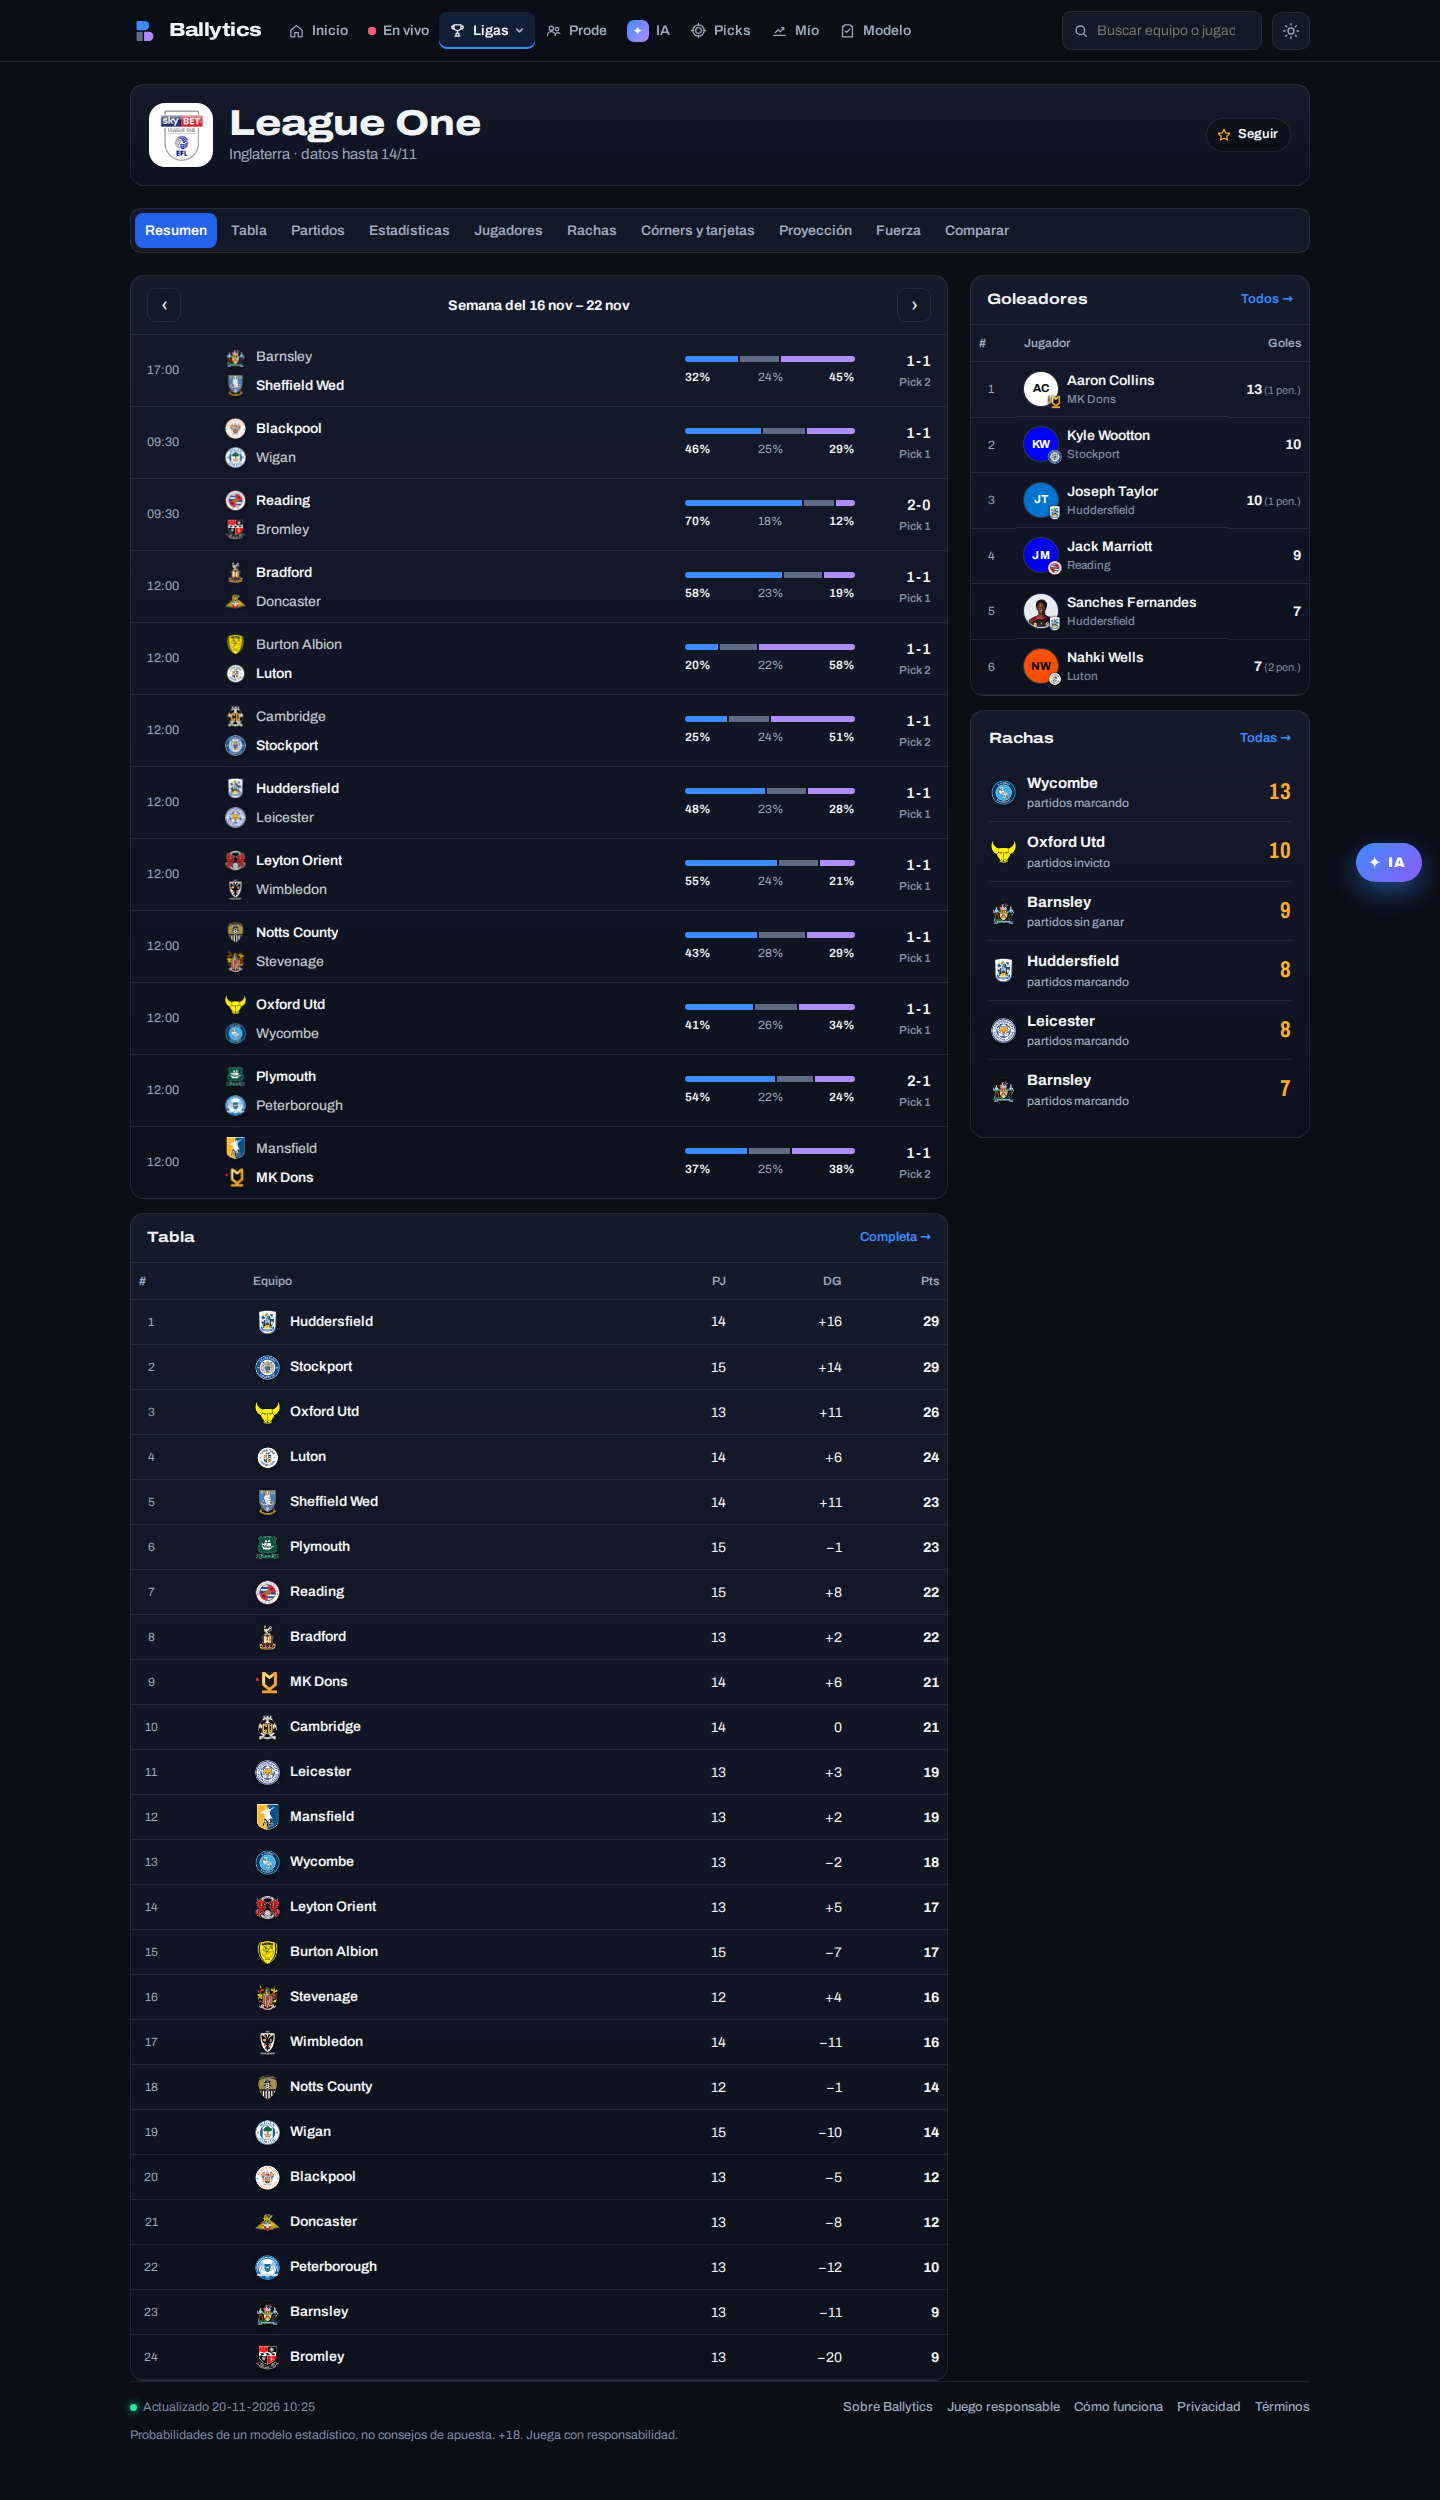 Ballytics
Inicio
En vivo
Ligas
Prode
IA
Picks
Mío
Modelo
Buscar equipo o jugac
sky BET
LEAGUE ONE
EFL
League One
Inglaterra · datos hasta 14/11
Seguir
Resumen
Tabla
Partidos
Estadísticas
Jugadores
Rachas
Córners y tarjetas
Proyección
Fuerza
Comparar
‹ Semana del 16 nov – 22 nov ›
17:00 Barnsley Sheffield Wed 32% 24% 45% 1-1 Pick 2
09:30 Blackpool Wigan 46% 25% 29% 1-1 Pick 1
09:30 Reading Bromley 70% 18% 12% 2-0 Pick 1
12:00 Bradford Doncaster 58% 23% 19% 1-1 Pick 1
12:00 Burton Albion Luton 20% 22% 58% 1-1 Pick 2
12:00 Cambridge Stockport 25% 24% 51% 1-1 Pick 2
12:00 Huddersfield Leicester 48% 23% 28% 1-1 Pick 1
12:00 Leyton Orient Wimbledon 55% 24% 21% 1-1 Pick 1
12:00 Notts County Stevenage 43% 28% 29% 1-1 Pick 1
12:00 Oxford Utd Wycombe 41% 26% 34% 1-1 Pick 1
12:00 Plymouth Peterborough 54% 22% 24% 2-1 Pick 1
12:00 Mansfield MK Dons 37% 25% 38% 1-1 Pick 2
Goleadores Todos →
# Jugador Goles
1 AC Aaron Collins MK Dons 13 (1 pen.)
2 KW Kyle Wootton Stockport 10
3 JT Joseph Taylor Huddersfield 10 (1 pen.)
4 JM Jack Marriott Reading 9
5 Sanches Fernandes Huddersfield 7
6 NW Nahki Wells Luton 7 (2 pen.)
Rachas Todas →
Wycombe partidos marcando 13
Oxford Utd partidos invicto 10
Barnsley partidos sin ganar 9
Huddersfield partidos marcando 8
Leicester partidos marcando 8
Barnsley partidos marcando 7
✦ IA
Tabla Completa →
# Equipo PJ DG Pts
1 Huddersfield 14 +16 29
2 Stockport 15 +14 29
3 Oxford Utd 13 +11 26
4 Luton 14 +6 24
5 Sheffield Wed 14 +11 23
6 Plymouth 15 −1 23
7 Reading 15 +8 22
8 Bradford 13 +2 22
9 MK Dons 14 +6 21
10 Cambridge 14 0 21
11 Leicester 13 +3 19
12 Mansfield 13 +2 19
13 Wycombe 13 −2 18
14 Leyton Orient 13 +5 17
15 Burton Albion 15 −7 17
16 Stevenage 12 +4 16
17 Wimbledon 14 −11 16
18 Notts County 12 −1 14
19 Wigan 15 −10 14
20 Blackpool 13 −5 12
21 Doncaster 13 −8 12
22 Peterborough 13 −12 10
23 Barnsley 13 −11 9
24 Bromley 13 −20 9
Actualizado 20-11-2026 10:25
Sobre Ballytics Juego responsable Cómo funciona Privacidad Términos
Probabilidades de un modelo estadístico, no consejos de apuesta. +18. Juega con responsabilidad.